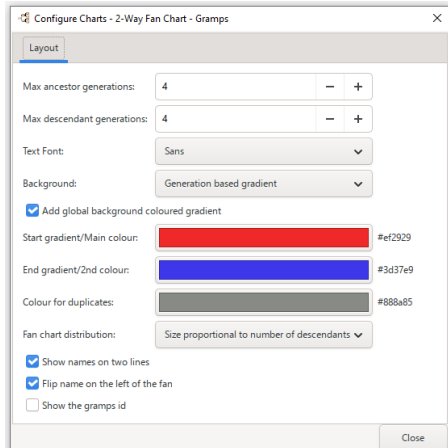 Configure Charts - 2-Way Fan Chart - Gramps
Layout
Max ancestor generations: 4
Max descendant generations: 4
Text Font: Sans
Background: Generation based gradient
Add global background coloured gradient
Start gradient/Main colour: #ef2929
End gradient/2nd colour: #3d37e9
Colour for duplicates: #888a85
Fan chart distribution: Size proportional to number of descendants
Show names on two lines
Flip name on the left of the fan
Show the gramps id
Close